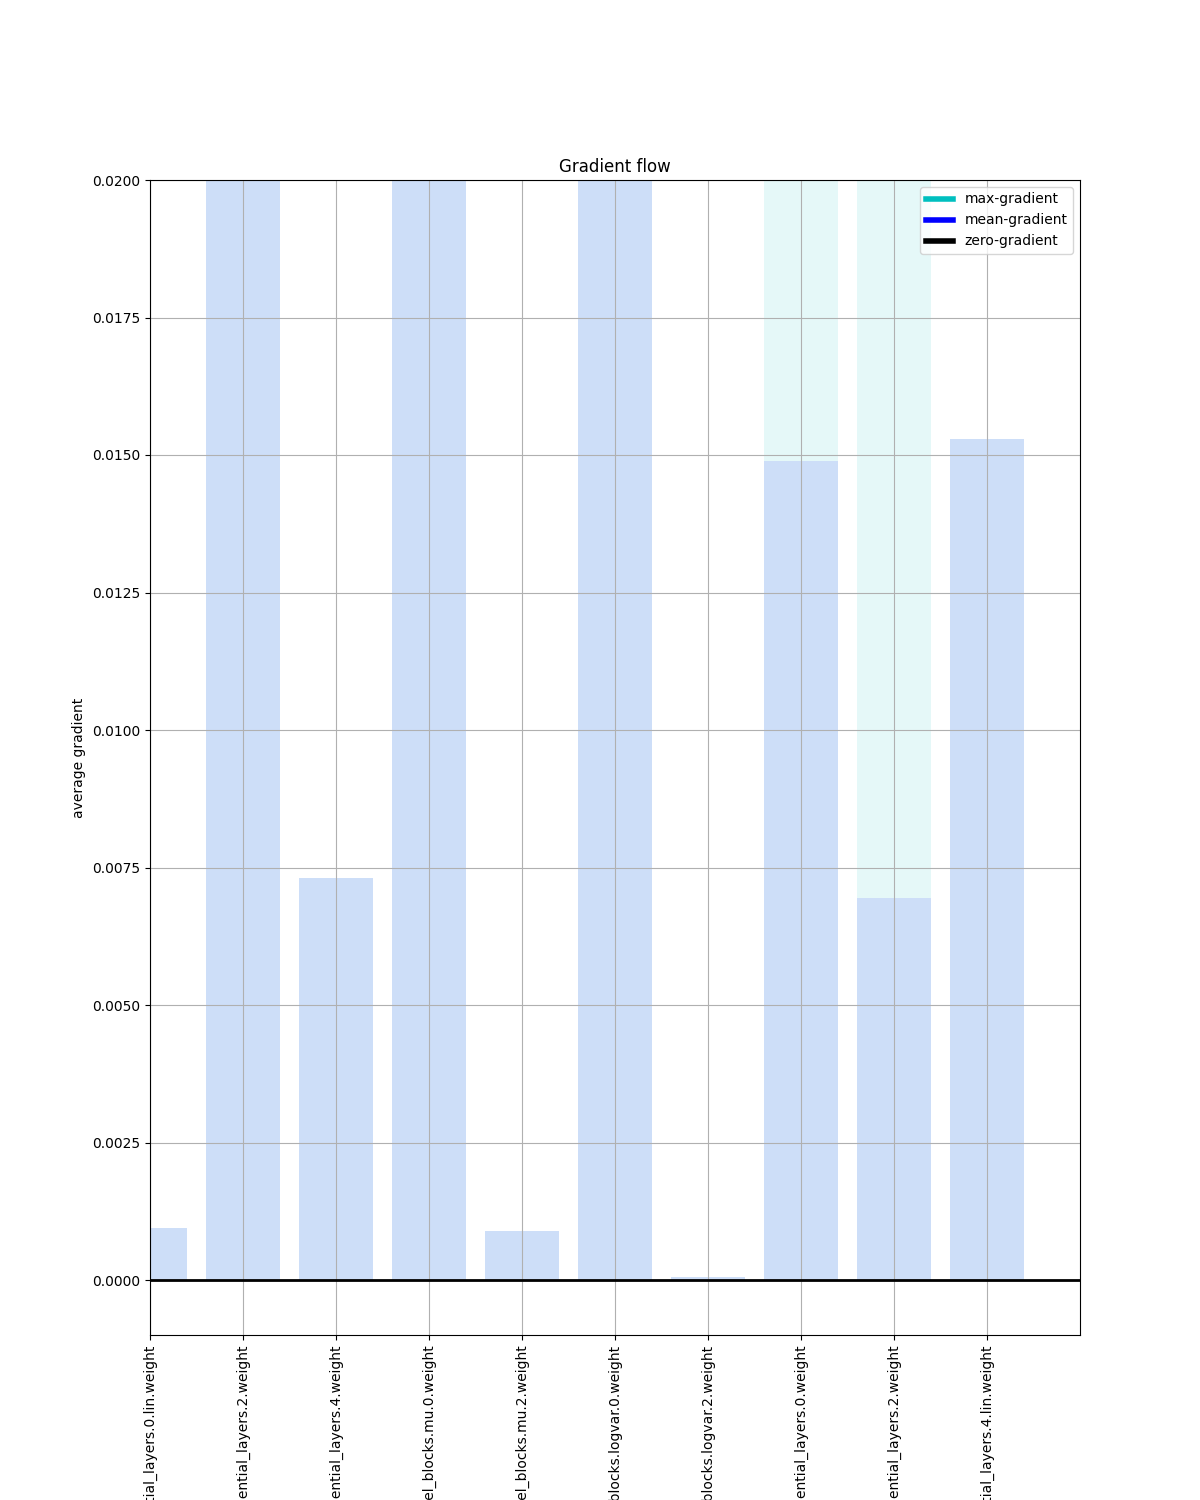 Gradient flow
max-gradient
mean-gradient
zero-gradient
average gradient
0.0200
0.0175
0.0150
0.0125
0.0100
0.0075
0.0050
0.0025
0.0000
tial_layers.0.lin.weight
ential_layers.2.weight
ential_layers.4.weight
el_blocks.mu.0.weight
el_blocks.mu.2.weight
blocks.logvar.0.weight
blocks.logvar.2.weight
ential_layers.0.weight
ential_layers.2.weight
tial_layers.4.lin.weight